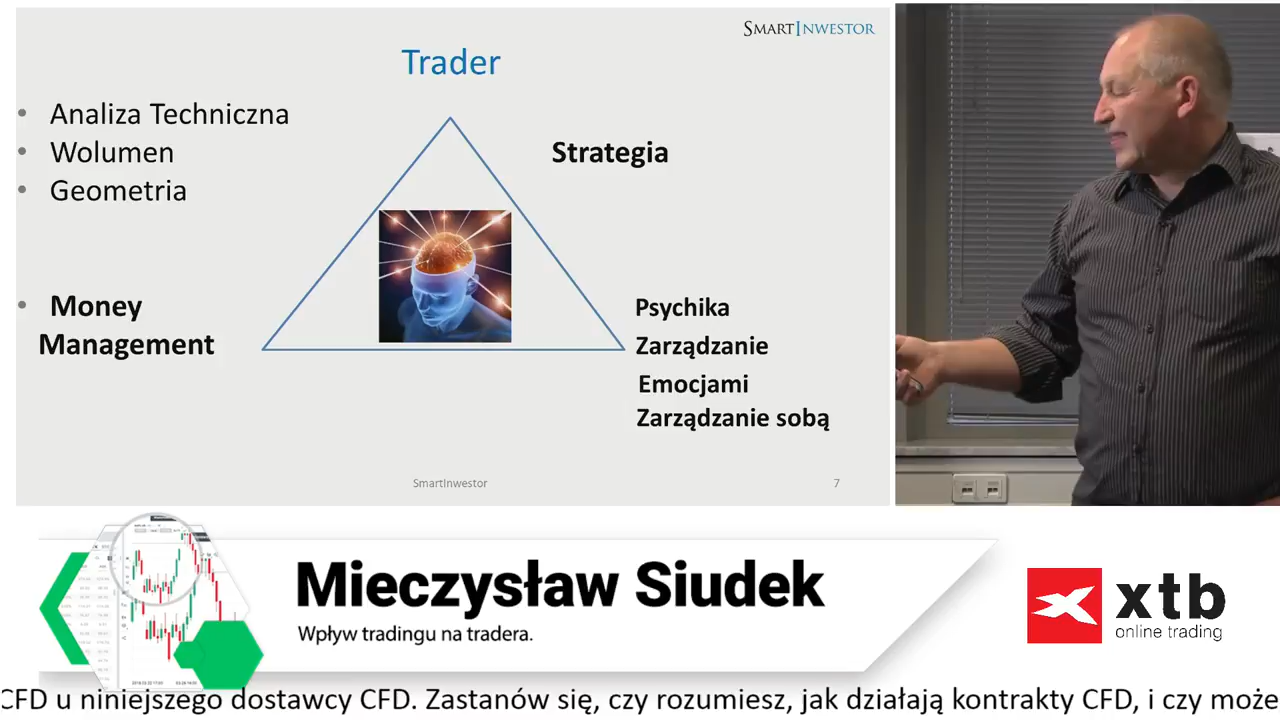 SMARTINWESTOR
Trader
Analiza Techniczna
Wolumen
Geometria
Strategia
Money
Management
Psychika
Zarządzanie
Emocjami
Zarządzanie sobą
SmartInwestor
7
Mieczysław Siudek
Wpływ tradingu na tradera.
xtb
online trading
CFD u niniejszego dostawcy CFD. Zastanów się, czy rozumiesz, jak działają kontrakty CFD, i czy może